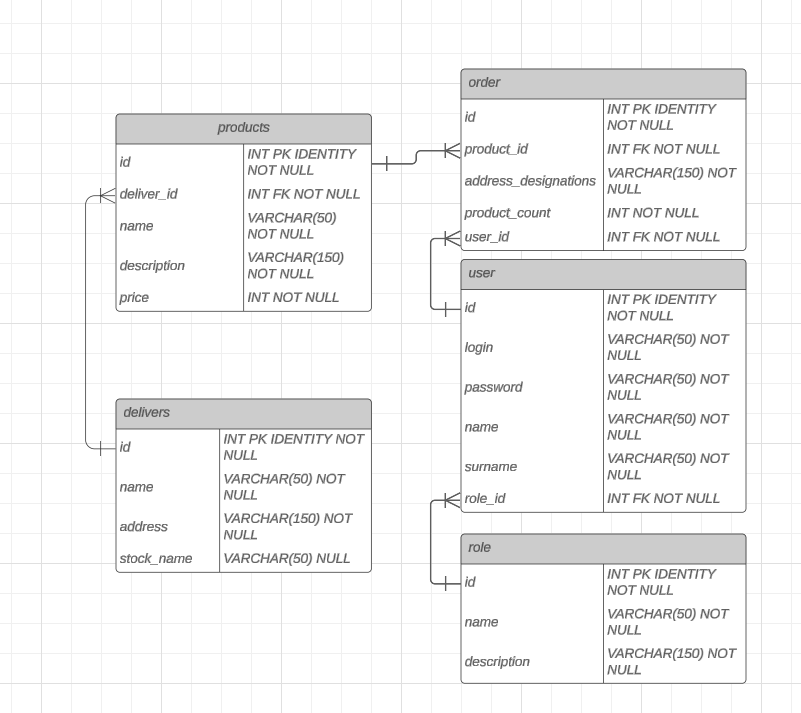 products
id INT PK IDENTITY
NOT NULL
deliver_id INT FK NOT NULL
name VARCHAR(50)
NOT NULL
description VARCHAR(150)
NOT NULL
price INT NOT NULL
delivers
id INT PK IDENTITY NOT
NULL
name VARCHAR(50) NOT
NULL
address VARCHAR(150) NOT
NULL
stock_name VARCHAR(50) NULL
order
id INT PK IDENTITY
NOT NULL
product_id INT FK NOT NULL
address_designations VARCHAR(150) NOT
NULL
product_count INT NOT NULL
user_id INT FK NOT NULL
user
id INT PK IDENTITY
NOT NULL
login VARCHAR(50) NOT
NULL
password VARCHAR(50) NOT
NULL
name VARCHAR(50) NOT
NULL
surname VARCHAR(50) NOT
NULL
role_id INT FK NOT NULL
role
id INT PK IDENTITY
NOT NULL
name VARCHAR(50) NOT
NULL
description VARCHAR(150) NOT
NULL